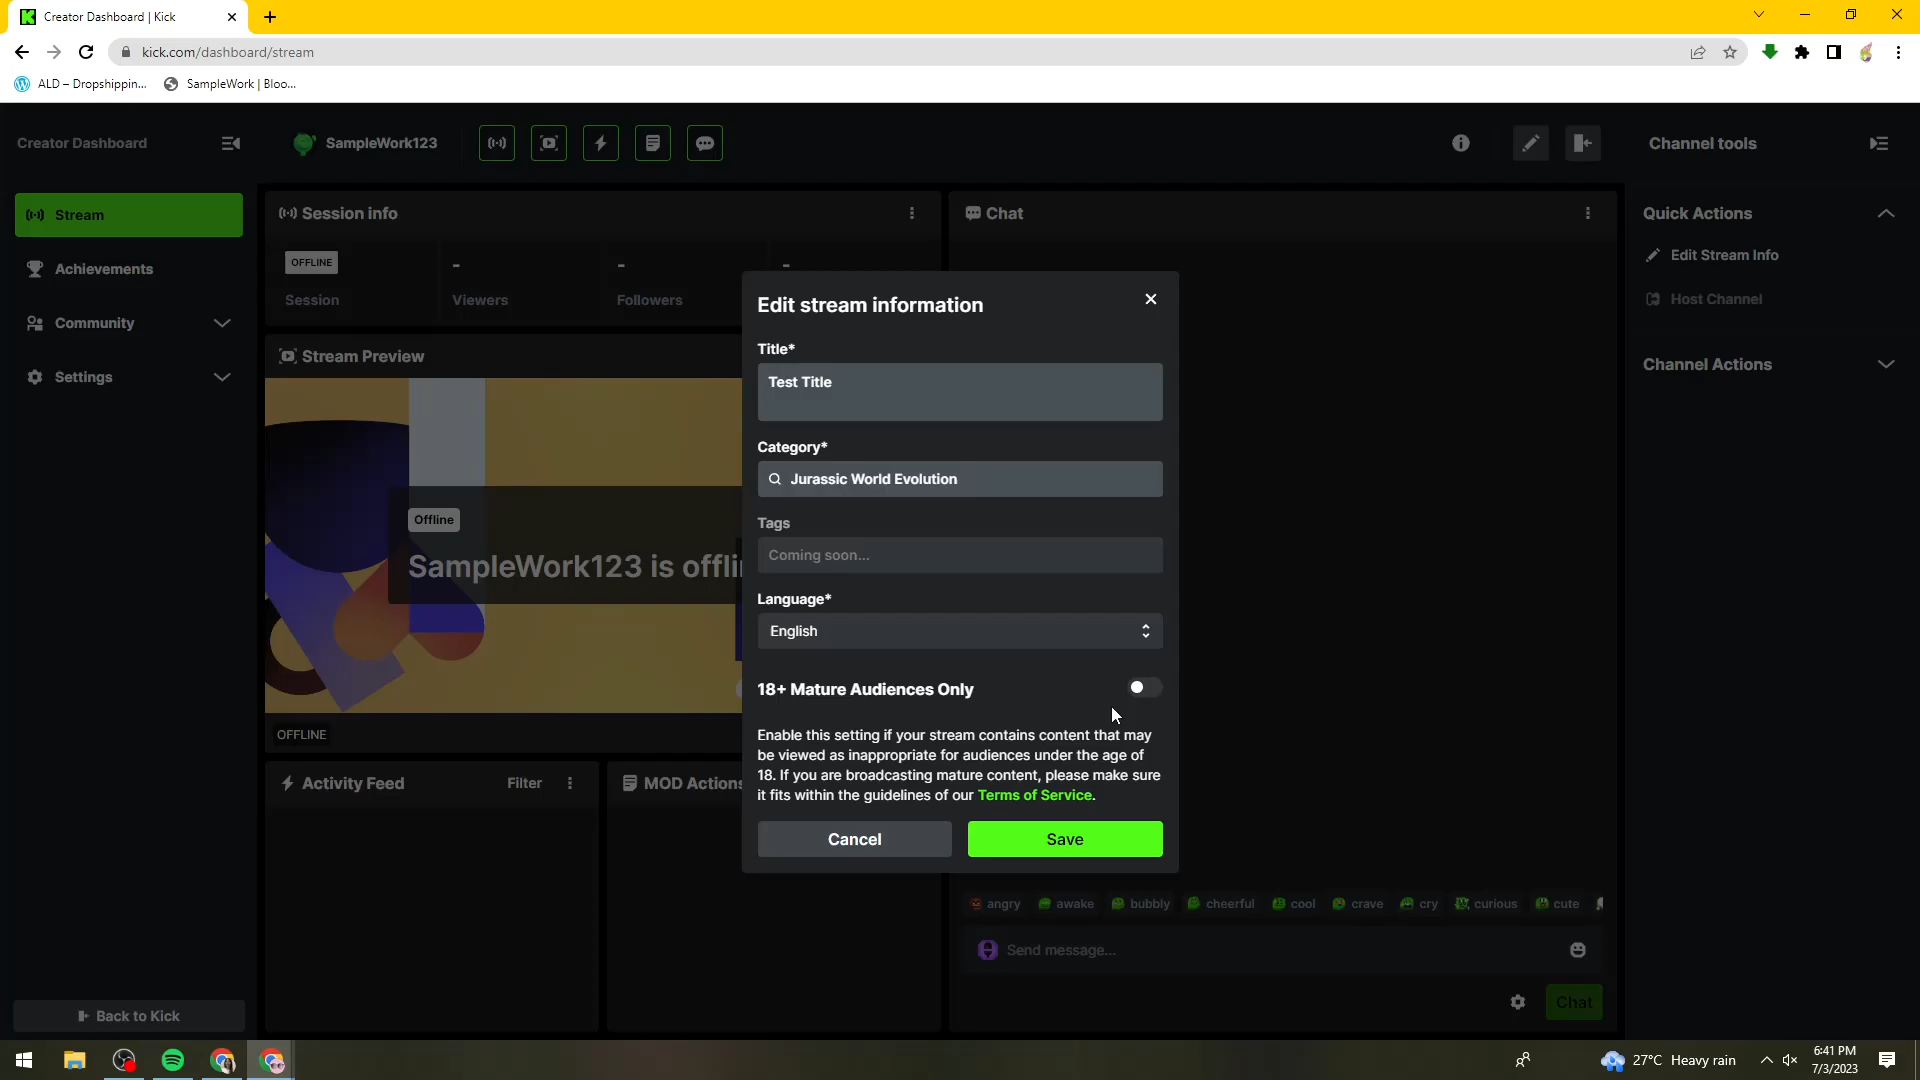 Creator Dashboard | Kick
kick.com/dashboard/stream
ALD – Dropshippin...
SampleWork | Bloo...
Creator Dashboard
SampleWork123
Channel tools
Stream
Achievements
Community
Settings
Back to Kick
Session info
OFFLINE
Session
-
Viewers
-
Followers
-
Stream Preview
Offline
SampleWork123 is offli
OFFLINE
Activity Feed
Filter
MOD Actions
Chat
Edit stream information
Title*
Test Title
Category*
Jurassic World Evolution
Tags
Coming soon...
Language*
English
18+ Mature Audiences Only
Enable this setting if your stream contains content that may
be viewed as inappropriate for audiences under the age of
18. If you are broadcasting mature content, please make sure
it fits within the guidelines of our Terms of Service.
Cancel
Save
angry awake bubbly cheerful cool crave cry curious cute
Send message...
Chat
Quick Actions
Edit Stream Info
Host Channel
Channel Actions
27°C Heavy rain
6:41 PM
7/3/2023